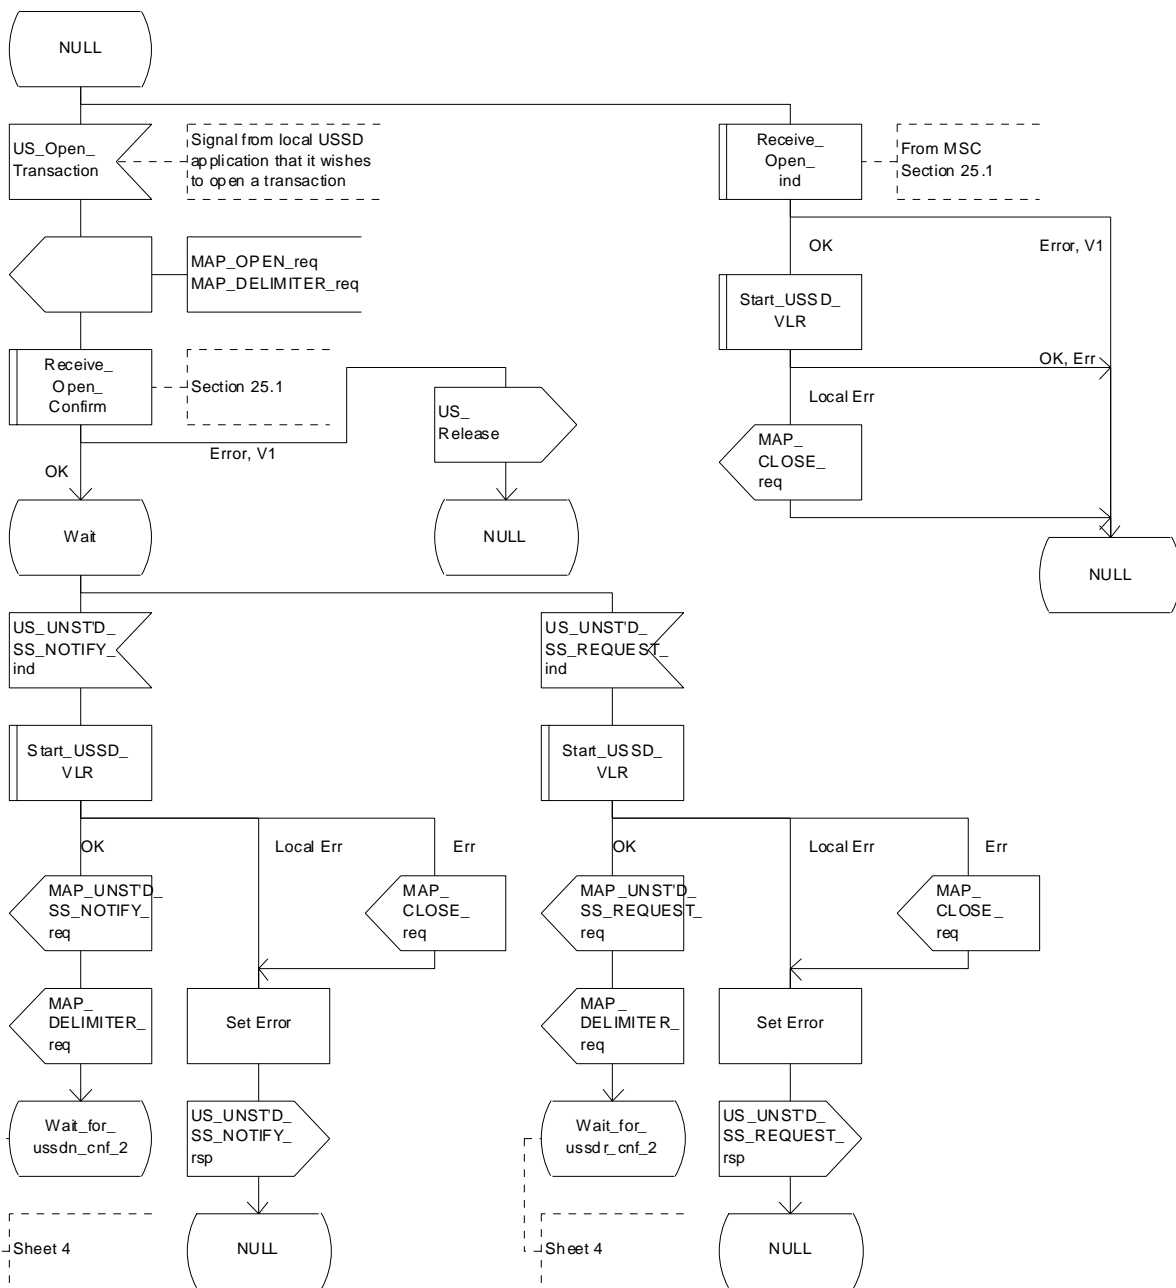 NULL
US_Open_
Transaction
Signal from local USSD
application that it wishes
to open a transaction
Receive_
Open_
ind
From MSC
Section 25.1
MAP_OPEN_req
MAP_DELIMITER_req
OK
Error, V1
Start_USSD_
VLR
Receive_
Open_
Confirm
Section 25.1
OK, Err
Local Err
US_
Release
MAP_
CLOSE_
req
Error, V1
OK
Wait
NULL
NULL
US_UNST'D_
SS_NOTIFY_
ind
US_UNST'D_
SS_REQUEST_
ind
Start_USSD_
VLR
Start_USSD_
VLR
OK
Local Err
Err
OK
Local Err
Err
MAP_UNST'D_
SS_NOTIFY_
req
MAP_
CLOSE_
req
MAP_UNST'D_
SS_REQUEST_
req
MAP_
CLOSE_
req
MAP_
DELIMITER_
req
Set Error
MAP_
DELIMITER_
req
Set Error
Wait_for_
ussdn_cnf_2
US_UNST'D_
SS_NOTIFY_
rsp
Wait_for_
ussdr_cnf_2
US_UNST'D_
SS_REQUEST_
rsp
Sheet 4
NULL
Sheet 4
NULL